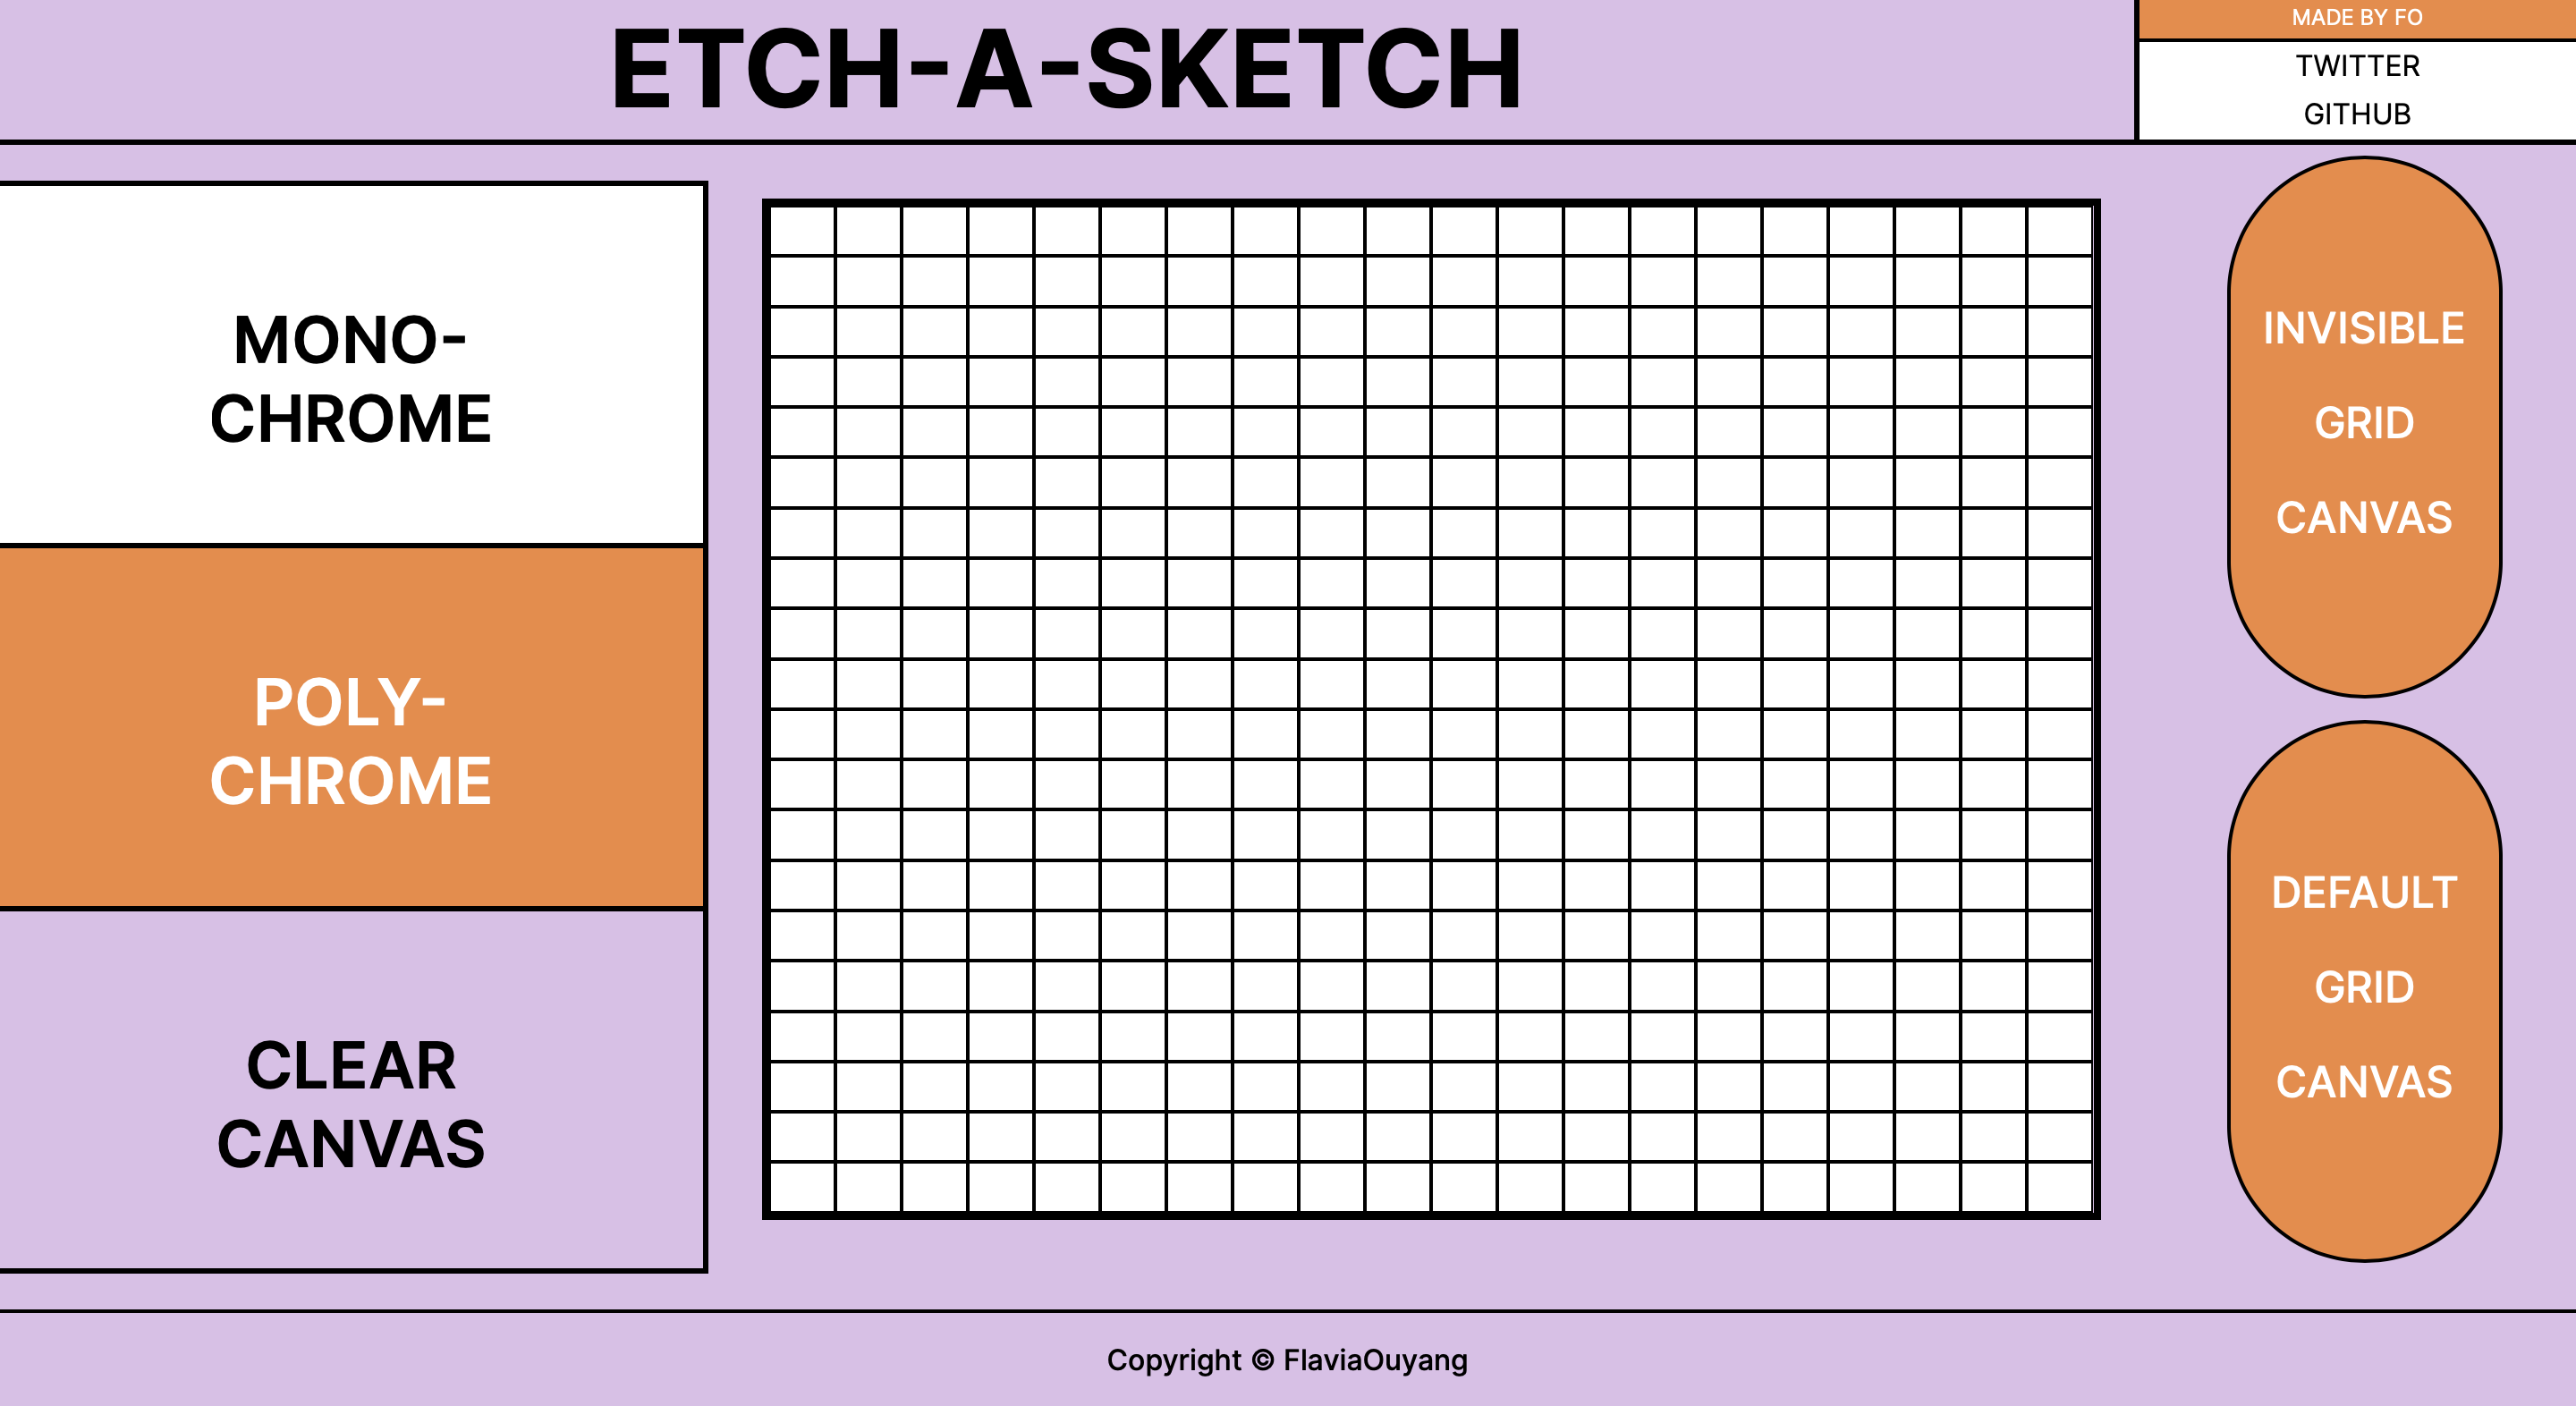 ETCH-A-SKETCH
MADE BY FO
TWITTER
GITHUB
MONO-
CHROME
POLY-
CHROME
CLEAR
CANVAS
INVISIBLE
GRID
CANVAS
DEFAULT
GRID
CANVAS
Copyright © FlaviaOuyang